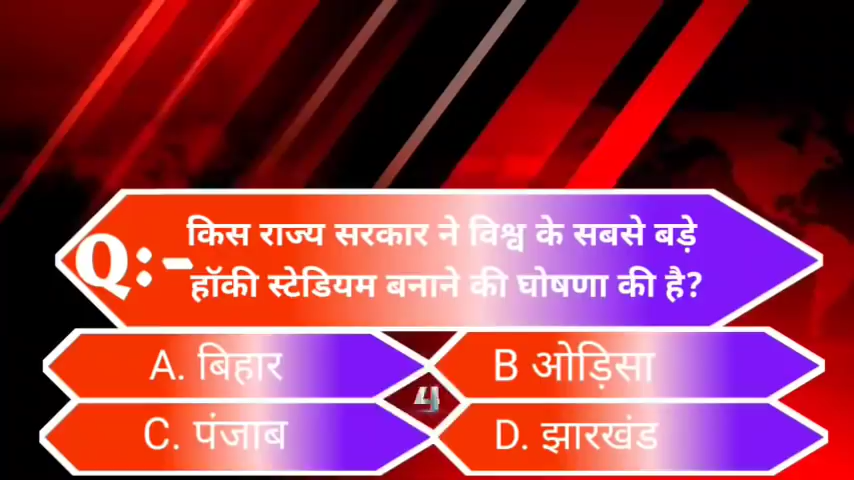 Q:-
किस राज्य सरकार ने विश्व के सबसे बड़े
हॉकी स्टेडियम बनाने की घोषणा की है?
A. बिहार
B ओड़िसा
4
C. पंजाब
D. झारखंड